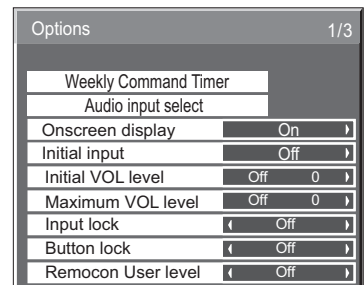 Options 1/3
Weekly Command Timer
Audio input select
Onscreen display On
Initial input Off
Initial VOL level Off 0
Maximum VOL level Off 0
Input lock Off
Button lock Off
Remocon User level Off